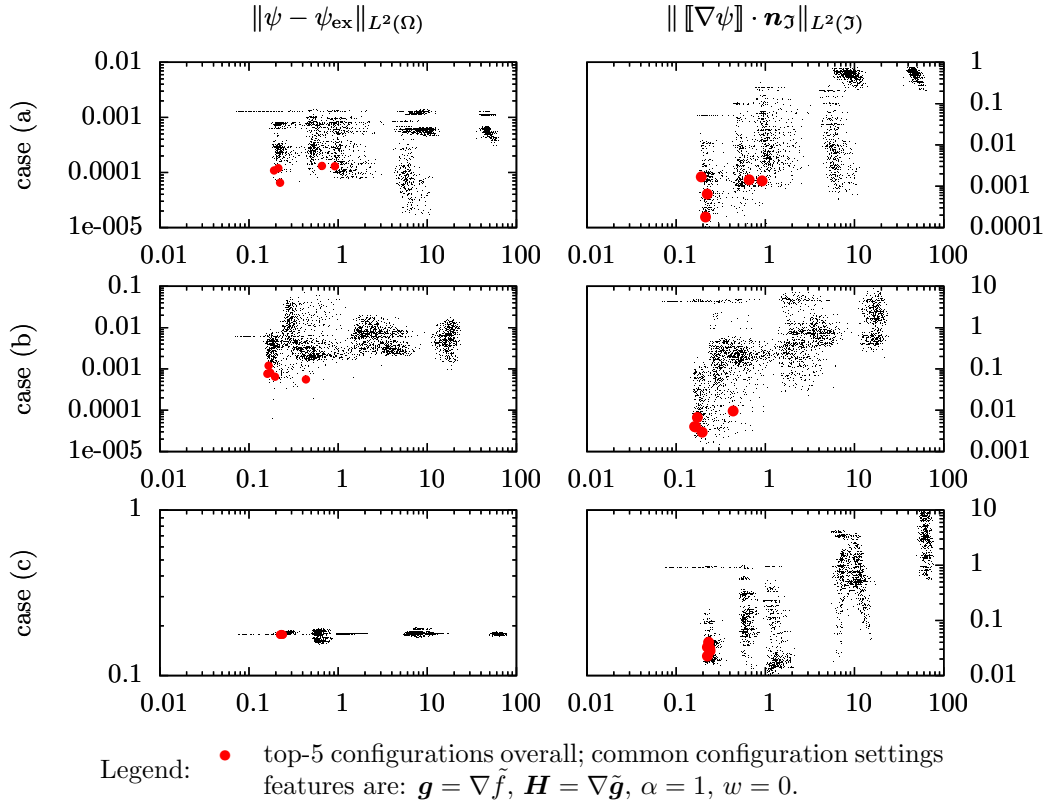 ‖ψ − ψex‖L²(Ω) ‖ ⟦∇ψ⟧ · nℑ‖L²(ℑ)
case (a)
0.01
0.001
0.0001
1e-005
0.01 0.1 1 10 100
1
0.1
0.01
0.001
0.0001
0.01 0.1 1 10 100
case (b)
0.1
0.01
0.001
0.0001
1e-005
0.01 0.1 1 10 100
10
1
0.1
0.01
0.001
0.01 0.1 1 10 100
case (c)
1
0.1
0.01 0.1 1 10 100
10
1
0.1
0.01
0.01 0.1 1 10 100
Legend: top-5 configurations overall; common configuration settings
features are: g = ∇f̃, H = ∇g̃, α = 1, w = 0.